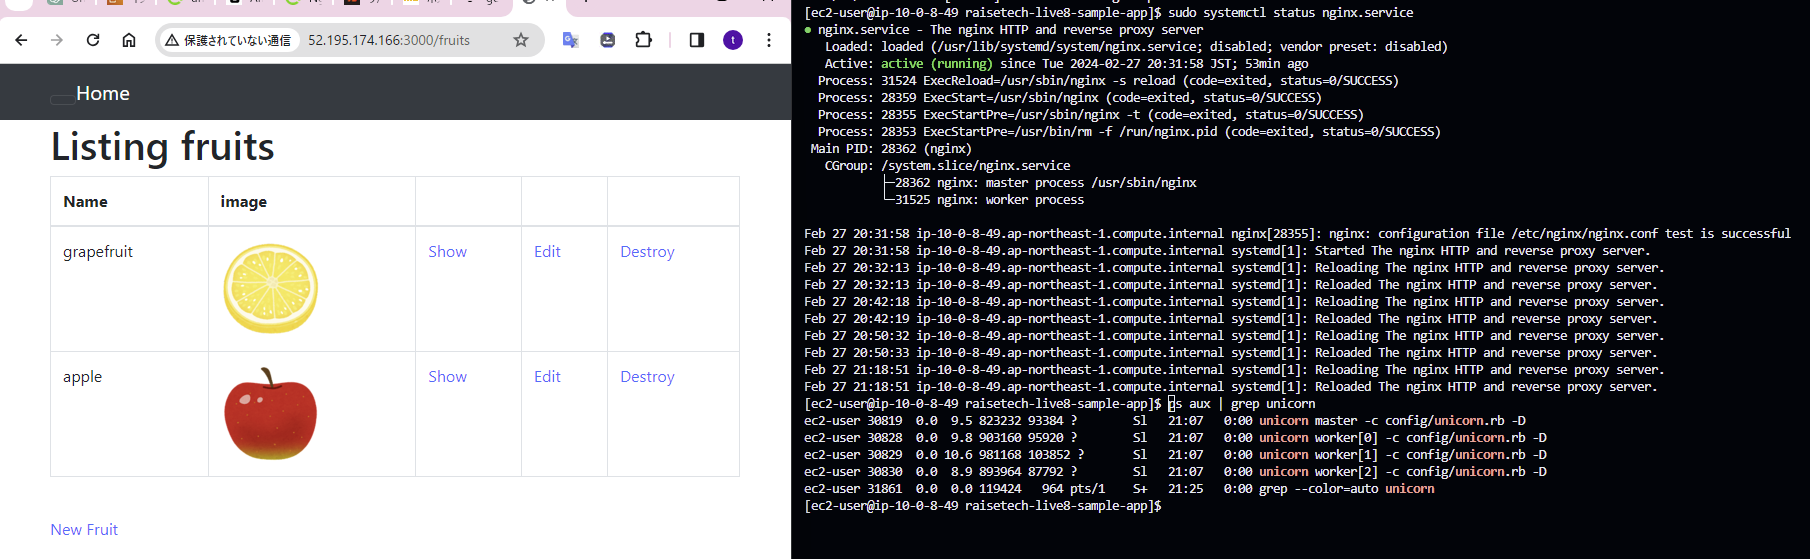 保護されていない通信
52.195.174.166:3000/fruits
t
Home
Listing fruits
Name image
grapefruit Show Edit Destroy
apple Show Edit Destroy
New Fruit
[ec2-user@ip-10-0-8-49 raisetech-live8-sample-app]$ sudo systemctl status nginx.service
● nginx.service - The nginx HTTP and reverse proxy server
Loaded: loaded (/usr/lib/systemd/system/nginx.service; disabled; vendor preset: disabled)
Active: active (running) since Tue 2024-02-27 20:31:58 JST; 53min ago
Process: 31524 ExecReload=/usr/sbin/nginx -s reload (code=exited, status=0/SUCCESS)
Process: 28359 ExecStart=/usr/sbin/nginx (code=exited, status=0/SUCCESS)
Process: 28355 ExecStartPre=/usr/sbin/nginx -t (code=exited, status=0/SUCCESS)
Process: 28353 ExecStartPre=/usr/bin/rm -f /run/nginx.pid (code=exited, status=0/SUCCESS)
Main PID: 28362 (nginx)
CGroup: /system.slice/nginx.service
├─28362 nginx: master process /usr/sbin/nginx
└─31525 nginx: worker process
Feb 27 20:31:58 ip-10-0-8-49.ap-northeast-1.compute.internal nginx[28355]: nginx: configuration file /etc/nginx/nginx.conf test is successful
Feb 27 20:31:58 ip-10-0-8-49.ap-northeast-1.compute.internal systemd[1]: Started The nginx HTTP and reverse proxy server.
Feb 27 20:32:13 ip-10-0-8-49.ap-northeast-1.compute.internal systemd[1]: Reloading The nginx HTTP and reverse proxy server.
Feb 27 20:32:13 ip-10-0-8-49.ap-northeast-1.compute.internal systemd[1]: Reloaded The nginx HTTP and reverse proxy server.
Feb 27 20:42:18 ip-10-0-8-49.ap-northeast-1.compute.internal systemd[1]: Reloading The nginx HTTP and reverse proxy server.
Feb 27 20:42:19 ip-10-0-8-49.ap-northeast-1.compute.internal systemd[1]: Reloaded The nginx HTTP and reverse proxy server.
Feb 27 20:50:32 ip-10-0-8-49.ap-northeast-1.compute.internal systemd[1]: Reloading The nginx HTTP and reverse proxy server.
Feb 27 20:50:33 ip-10-0-8-49.ap-northeast-1.compute.internal systemd[1]: Reloaded The nginx HTTP and reverse proxy server.
Feb 27 21:18:51 ip-10-0-8-49.ap-northeast-1.compute.internal systemd[1]: Reloading The nginx HTTP and reverse proxy server.
Feb 27 21:18:51 ip-10-0-8-49.ap-northeast-1.compute.internal systemd[1]: Reloaded The nginx HTTP and reverse proxy server.
[ec2-user@ip-10-0-8-49 raisetech-live8-sample-app]$ ps aux | grep unicorn
ec2-user 30819 0.0 9.5 823232 93384 ? Sl 21:07 0:00 unicorn master -c config/unicorn.rb -D
ec2-user 30828 0.0 9.8 903160 95920 ? Sl 21:07 0:00 unicorn worker[0] -c config/unicorn.rb -D
ec2-user 30829 0.0 10.6 981168 103852 ? Sl 21:07 0:00 unicorn worker[1] -c config/unicorn.rb -D
ec2-user 30830 0.0 8.9 893964 87792 ? Sl 21:07 0:00 unicorn worker[2] -c config/unicorn.rb -D
ec2-user 31861 0.0 0.0 119424 964 pts/1 S+ 21:25 0:00 grep --color=auto unicorn
[ec2-user@ip-10-0-8-49 raisetech-live8-sample-app]$